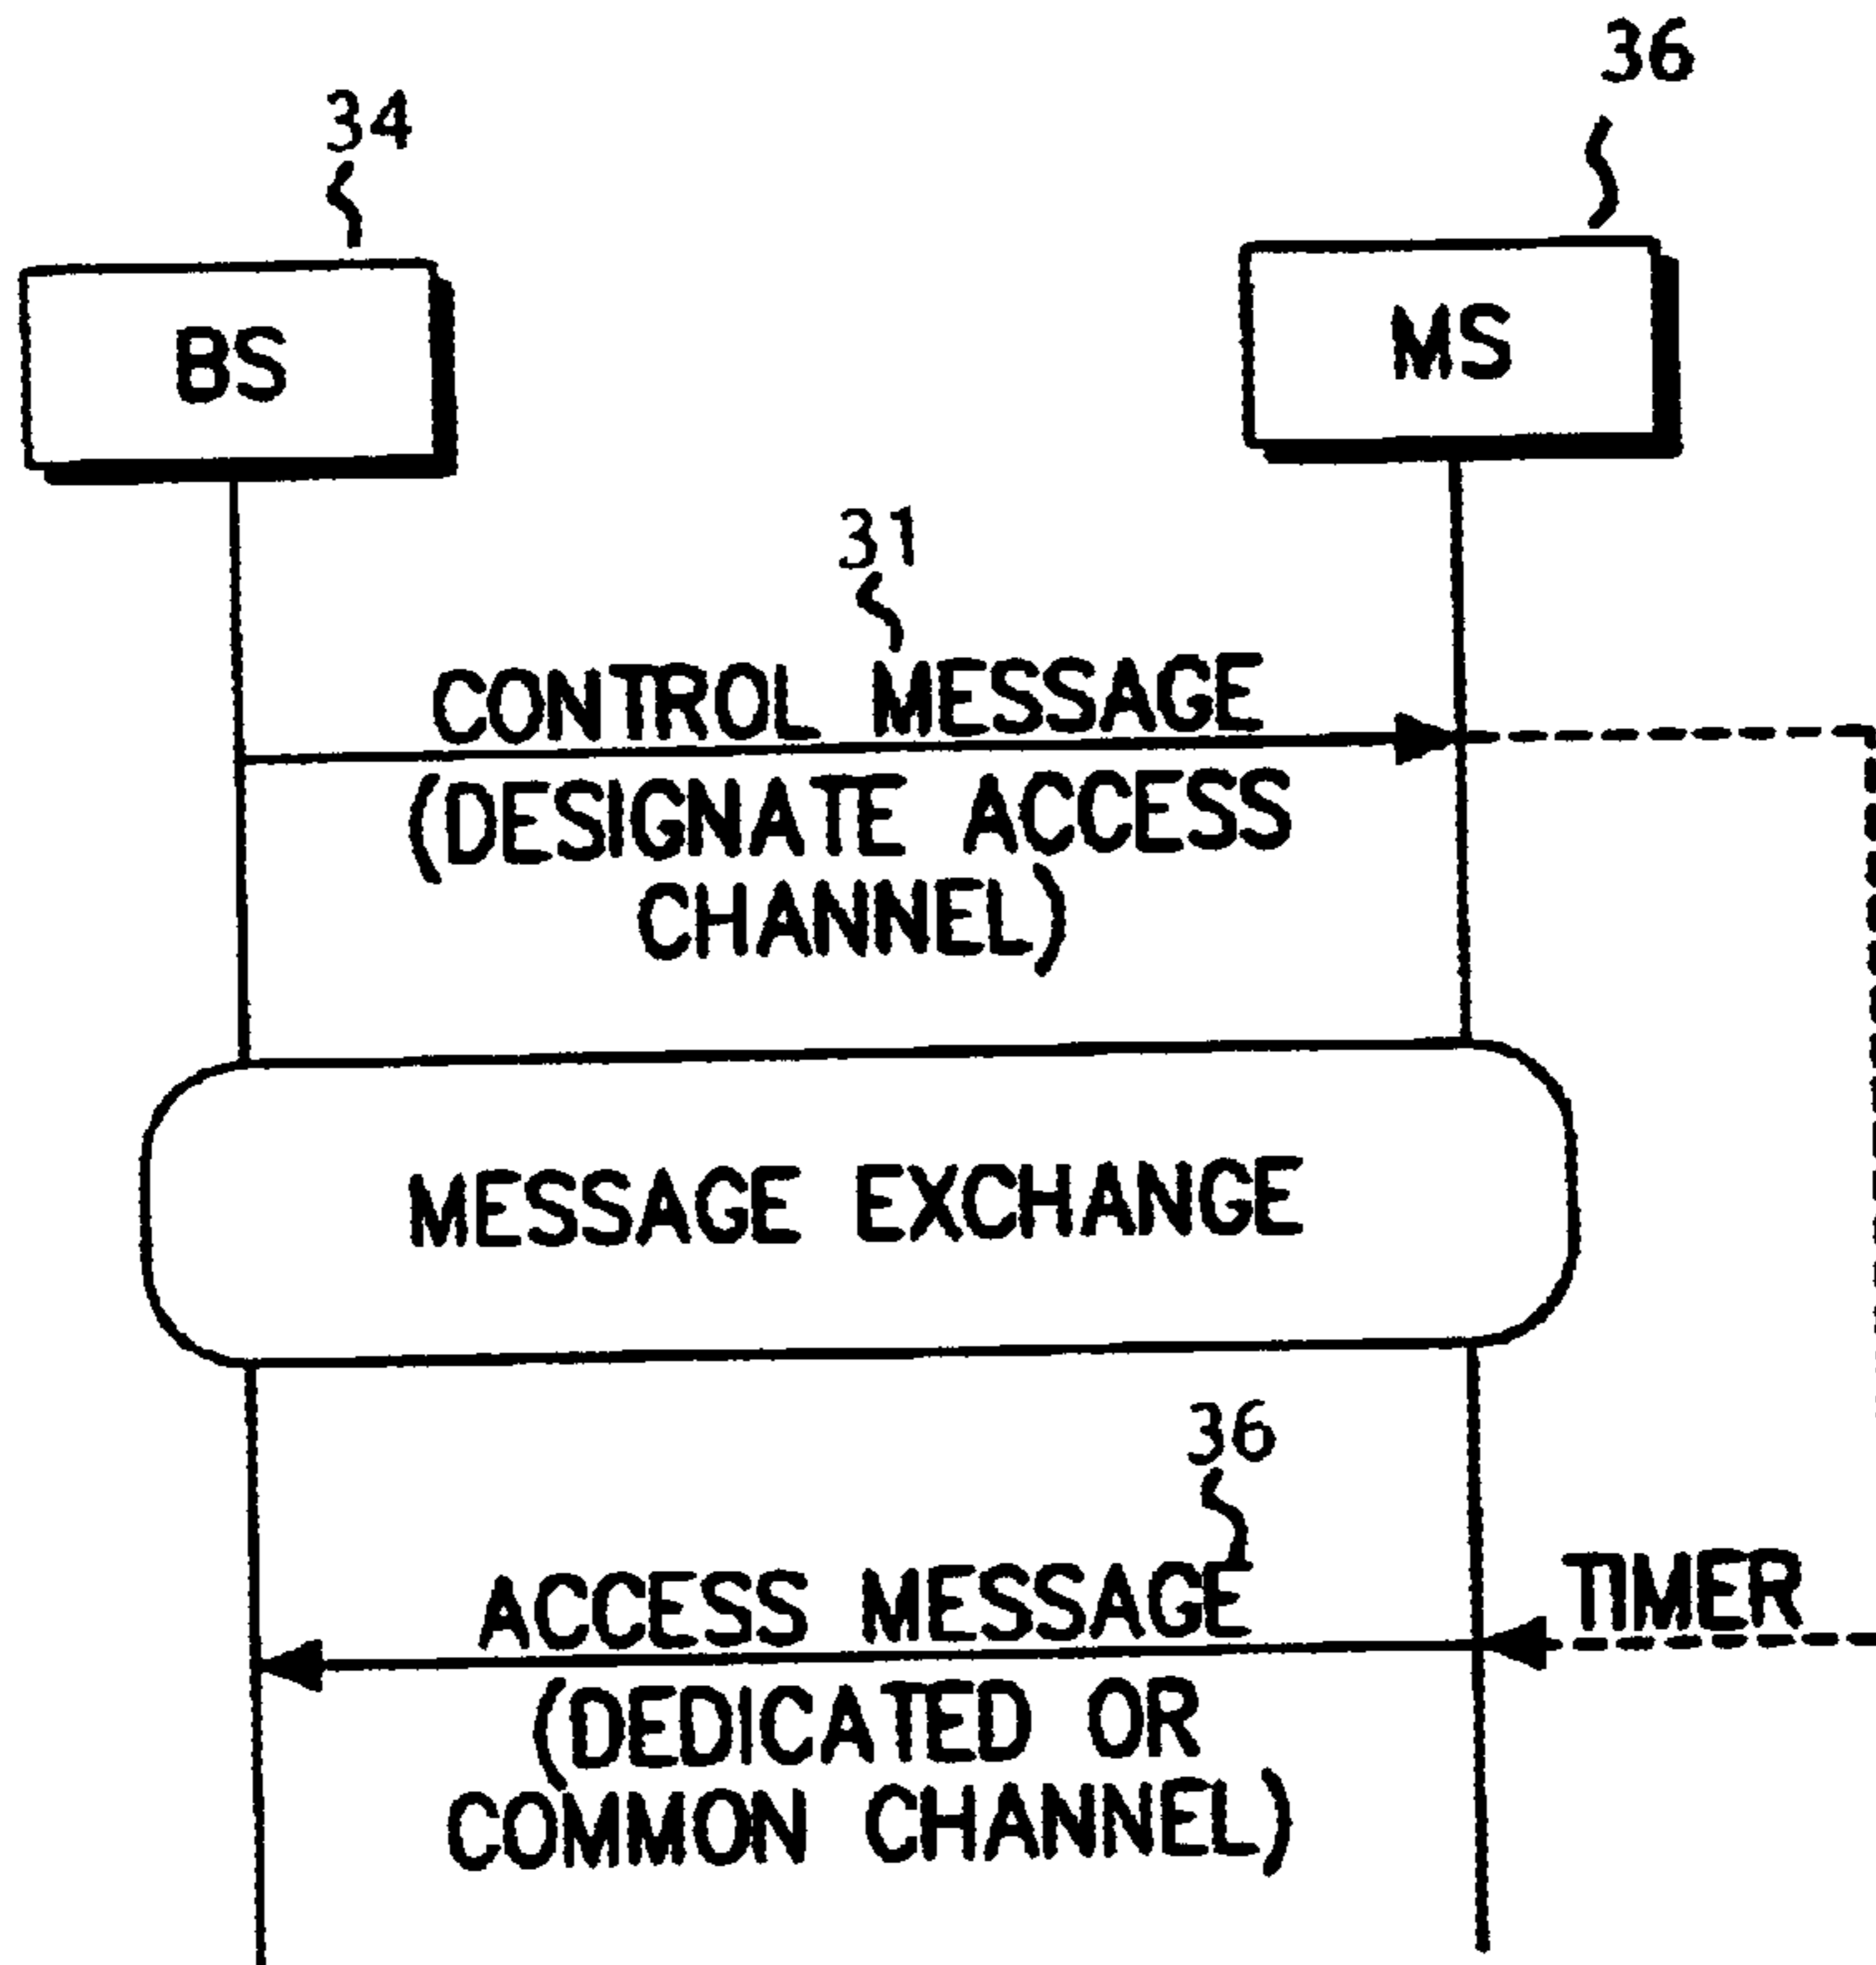 34
36
BS
MS
31
CONTROL MESSAGE
(DESIGNATE ACCESS
CHANNEL)
MESSAGE EXCHANGE
36
ACCESS MESSAGE
TIMER
(DEDICATED OR
COMMON CHANNEL)